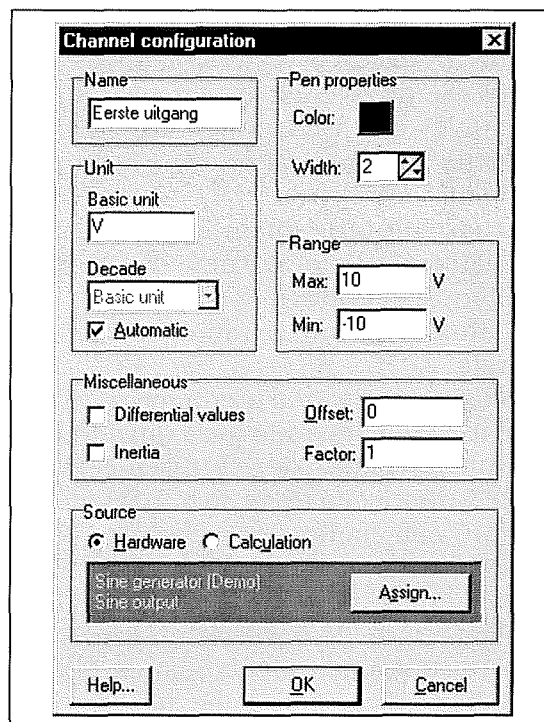 Channel configuration
Name
Eerste uitgang
Pen properties
Color:
Width: 2
Unit
Basic unit
V
Decade
Basic unit
Automatic
Range
Max: 10 V
Min: -10 V
Miscellaneous
Differential values
Inertia
Offset: 0
Factor: 1
Source
Hardware Calculation
Sine generator (Demo)
Sine output
Assign...
Help... OK Cancel